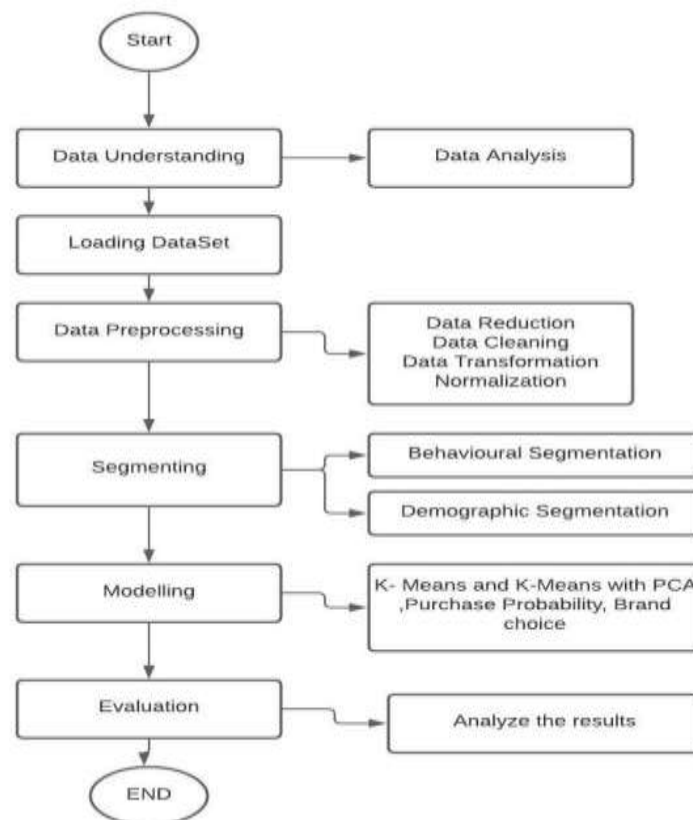 Start
Data Understanding
Data Analysis
Loading DataSet
Data Preprocessing
Data Reduction
Data Cleaning
Data Transformation
Normalization
Segmenting
Behavioural Segmentation
Demographic Segmentation
Modelling
K- Means and K-Means with PCA
,Purchase Probability, Brand
choice
Evaluation
Analyze the results
END